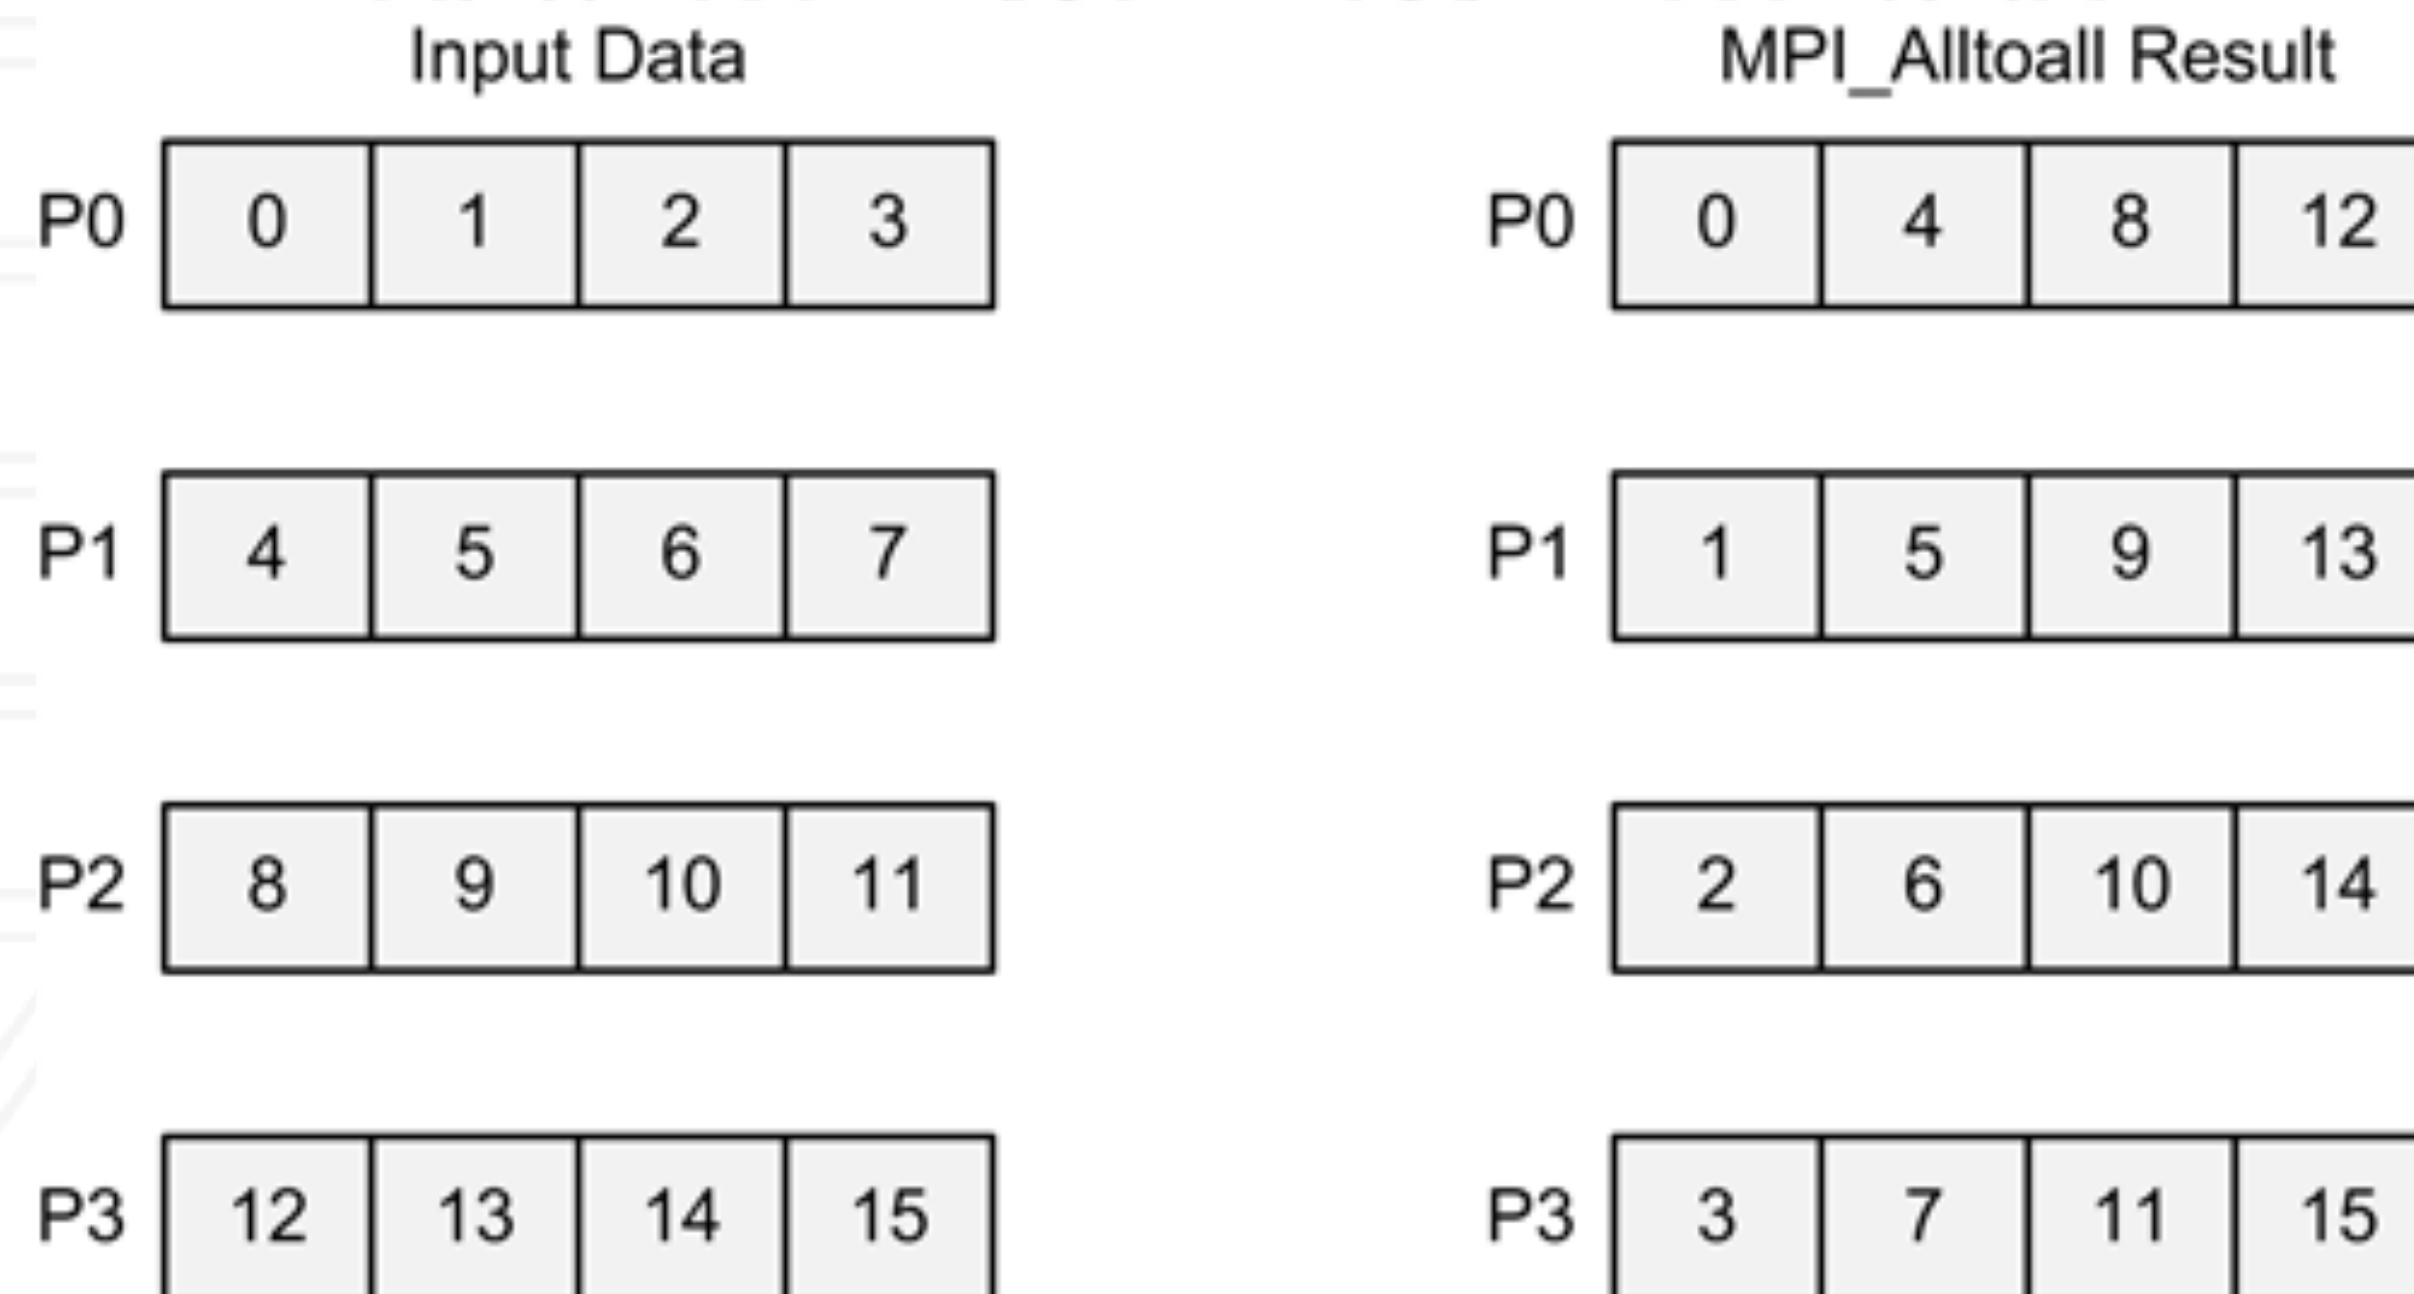 Input Data MPI_Alltoall Result
P0 0 1 2 3 P0 0 4 8 12
P1 4 5 6 7 P1 1 5 9 13
P2 8 9 10 11 P2 2 6 10 14
P3 12 13 14 15 P3 3 7 11 15